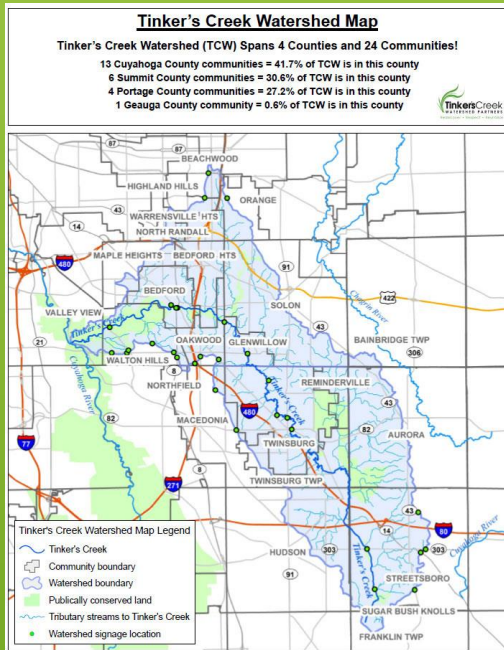 Tinker's Creek Watershed Map
Tinker's Creek Watershed (TCW) Spans 4 Counties and 24 Communities!
13 Cuyahoga County communities = 41.7% of TCW is in this county
6 Summit County communities = 30.6% of TCW is in this county
4 Portage County communities = 27.2% of TCW is in this county
1 Geauga County community = 0.6% of TCW is in this county
Tinker's Creek
WATERSHED PARTNERS
87
87
BEACHWOOD
HIGHLAND HILLS
43
ORANGE
WARRENSVILLE HTS
14
NORTH RANDALL
MAPLE HEIGHTS
BEDFORD HTS
480
91
422
Chagrin River
BEDFORD
SOLON
VALLEY VIEW
Tinker's Creek
43
21
OAKWOOD
GLENWILLOW
BAINBRIDGE TWP
306
WALTON HILLS
8
Cuyahoga River
NORTHFIELD
REMINDERVILLE
480
Tinker's Creek
43
82
MACEDONIA
82
AURORA
77
TWINSBURG
8
271
TWINSBURG TWP
43
14
80
Cuyahoga River
HUDSON
303
303
Tinker's Creek
91
STREETSBORO
SUGAR BUSH KNOLLS
FRANKLIN TWP
Tinker's Creek Watershed Map Legend
Tinker's Creek
Community boundary
Watershed boundary
Publically conserved land
Tributary streams to Tinker's Creek
Watershed signage location